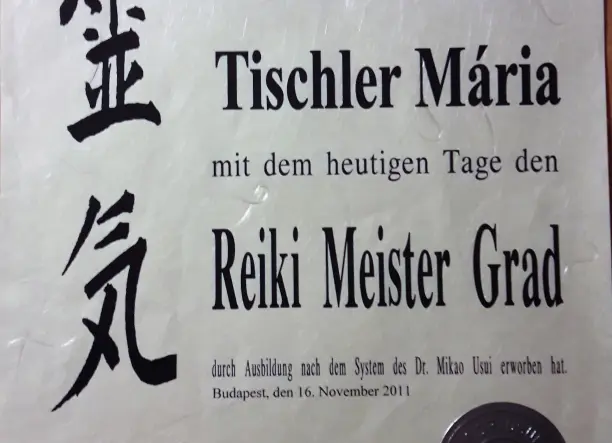 靈
気
Tischler Mária
mit dem heutigen Tage den
Reiki Meister Grad
durch Ausbildung nach dem System des Dr. Mikao Usui erworben hat.
Budapest, den 16. November 2011